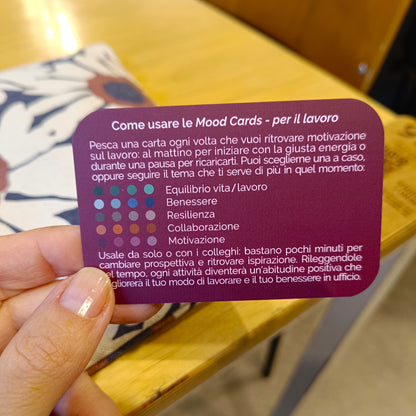 Come usare le Mood Cards - per il lavoro
Pesca una carta ogni volta che vuoi ritrovare motivazione
sul lavoro: al mattino per iniziare con la giusta energia o
durante una pausa per ricaricarti. Puoi sceglierne una a caso,
oppure seguire il tema che ti serve di più in quel momento:
Equilibrio vita/lavoro
Benessere
Resilienza
Collaborazione
Motivazione
Usale da solo o con i colleghi: bastano pochi minuti per
cambiare prospettiva e ritrovare ispirazione. Rileggendole
tempo, ogni attività diventerà un'abitudine positiva che
gliorerà il tuo modo di lavorare e il tuo benessere in ufficio.